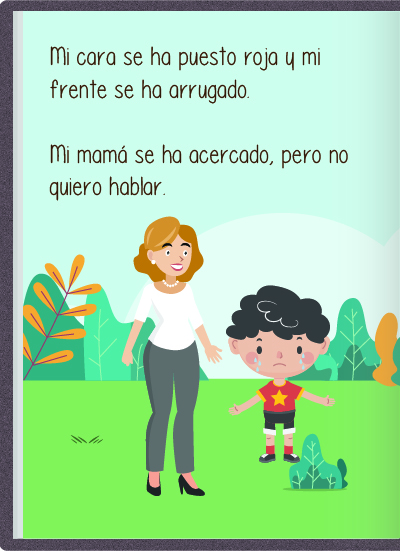 Mi cara se ha puesto roja y mi
frente se ha arrugado.
Mi mamá se ha acercado, pero no
quiero hablar.